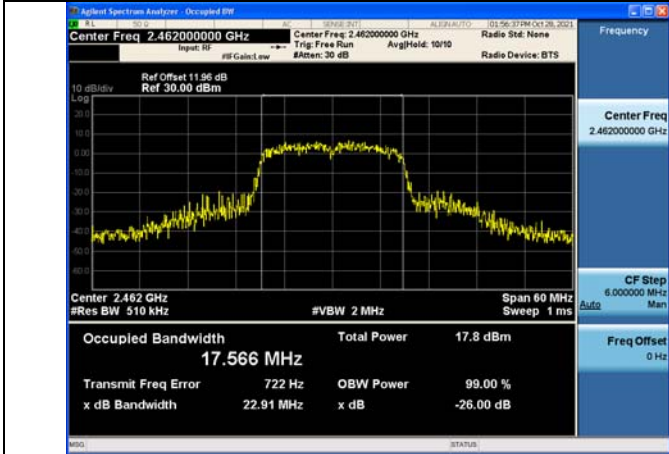 Agilent Spectrum Analyzer - Occupied BW
RL 50 Ω AC SENSE:INT ALIGNAUTO 01:56:37PM Oct 28, 2021
Center Freq 2.462000000 GHz
Center Freq: 2.462000000 GHz
Radio Std: None
Frequency
Input: RF
Trig: Free Run Avg|Hold: 10/10
#IFGain:Low
#Atten: 30 dB
Radio Device: BTS
Ref Offset 11.96 dB
10 dB/div Ref 30.00 dBm
Log
20.0
10.0
0.00
-10.0
-20.0
-30.0
-40.0
-50.0
-60.0
Center Freq
2.462000000 GHz
Center 2.462 GHz Span 60 MHz
#Res BW 510 kHz #VBW 2 MHz Sweep 1 ms
CF Step
6.000000 MHz
Auto Man
Occupied Bandwidth Total Power 17.8 dBm
17.566 MHz
Transmit Freq Error 722 Hz OBW Power 99.00 %
x dB Bandwidth 22.91 MHz x dB -26.00 dB
Freq Offset
0 Hz
MSG STATUS